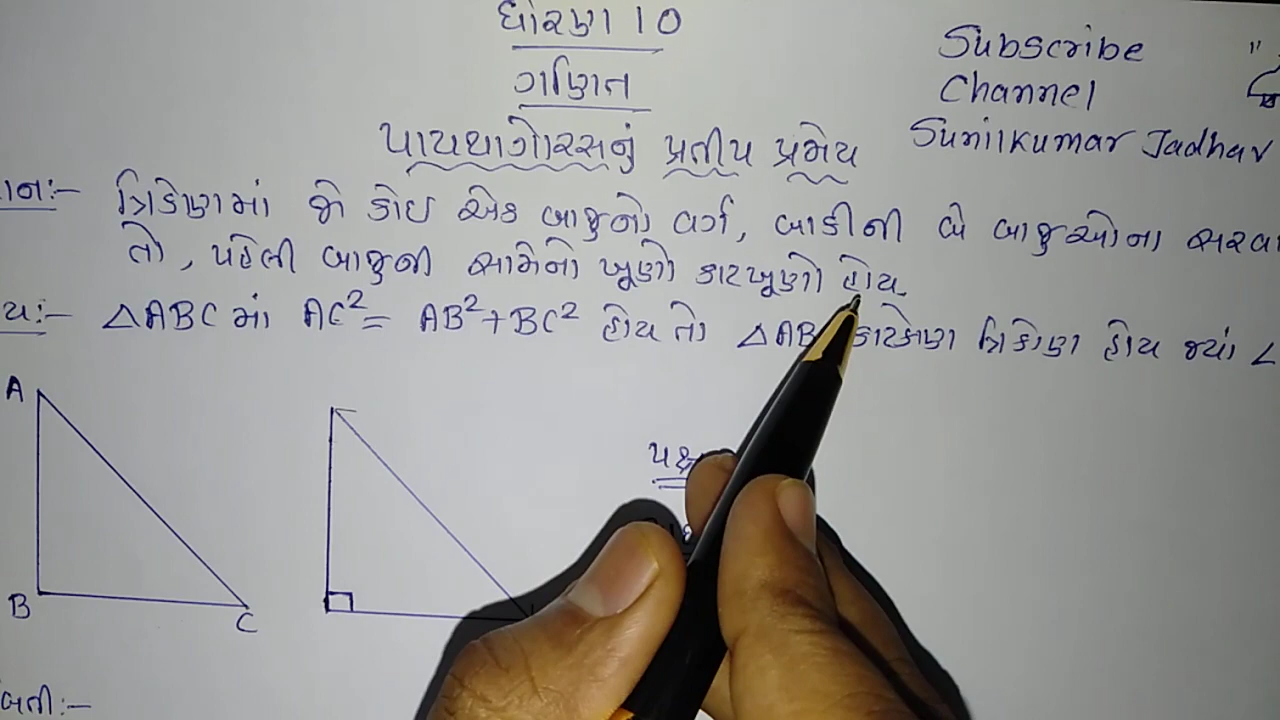 ધોરણ 10
ગણિત
Subscribe
Channel
Sunilkumar Jadhav
પાયથાગોરસનું પ્રતીપ પ્રમેય
ત્રિકોણમાં જો કોઇ એક બાજુનો વર્ગ, બાકીની બે બાજુઓના
તો, પહેલી બાજુની સામેનો ખૂણો કાટખૂણો હોય.
△ABC માં AC² = AB² + BC² હોય તો △AB કાટકોણ ત્રિકોણ હોય જ્યાં ∠
A
B
C